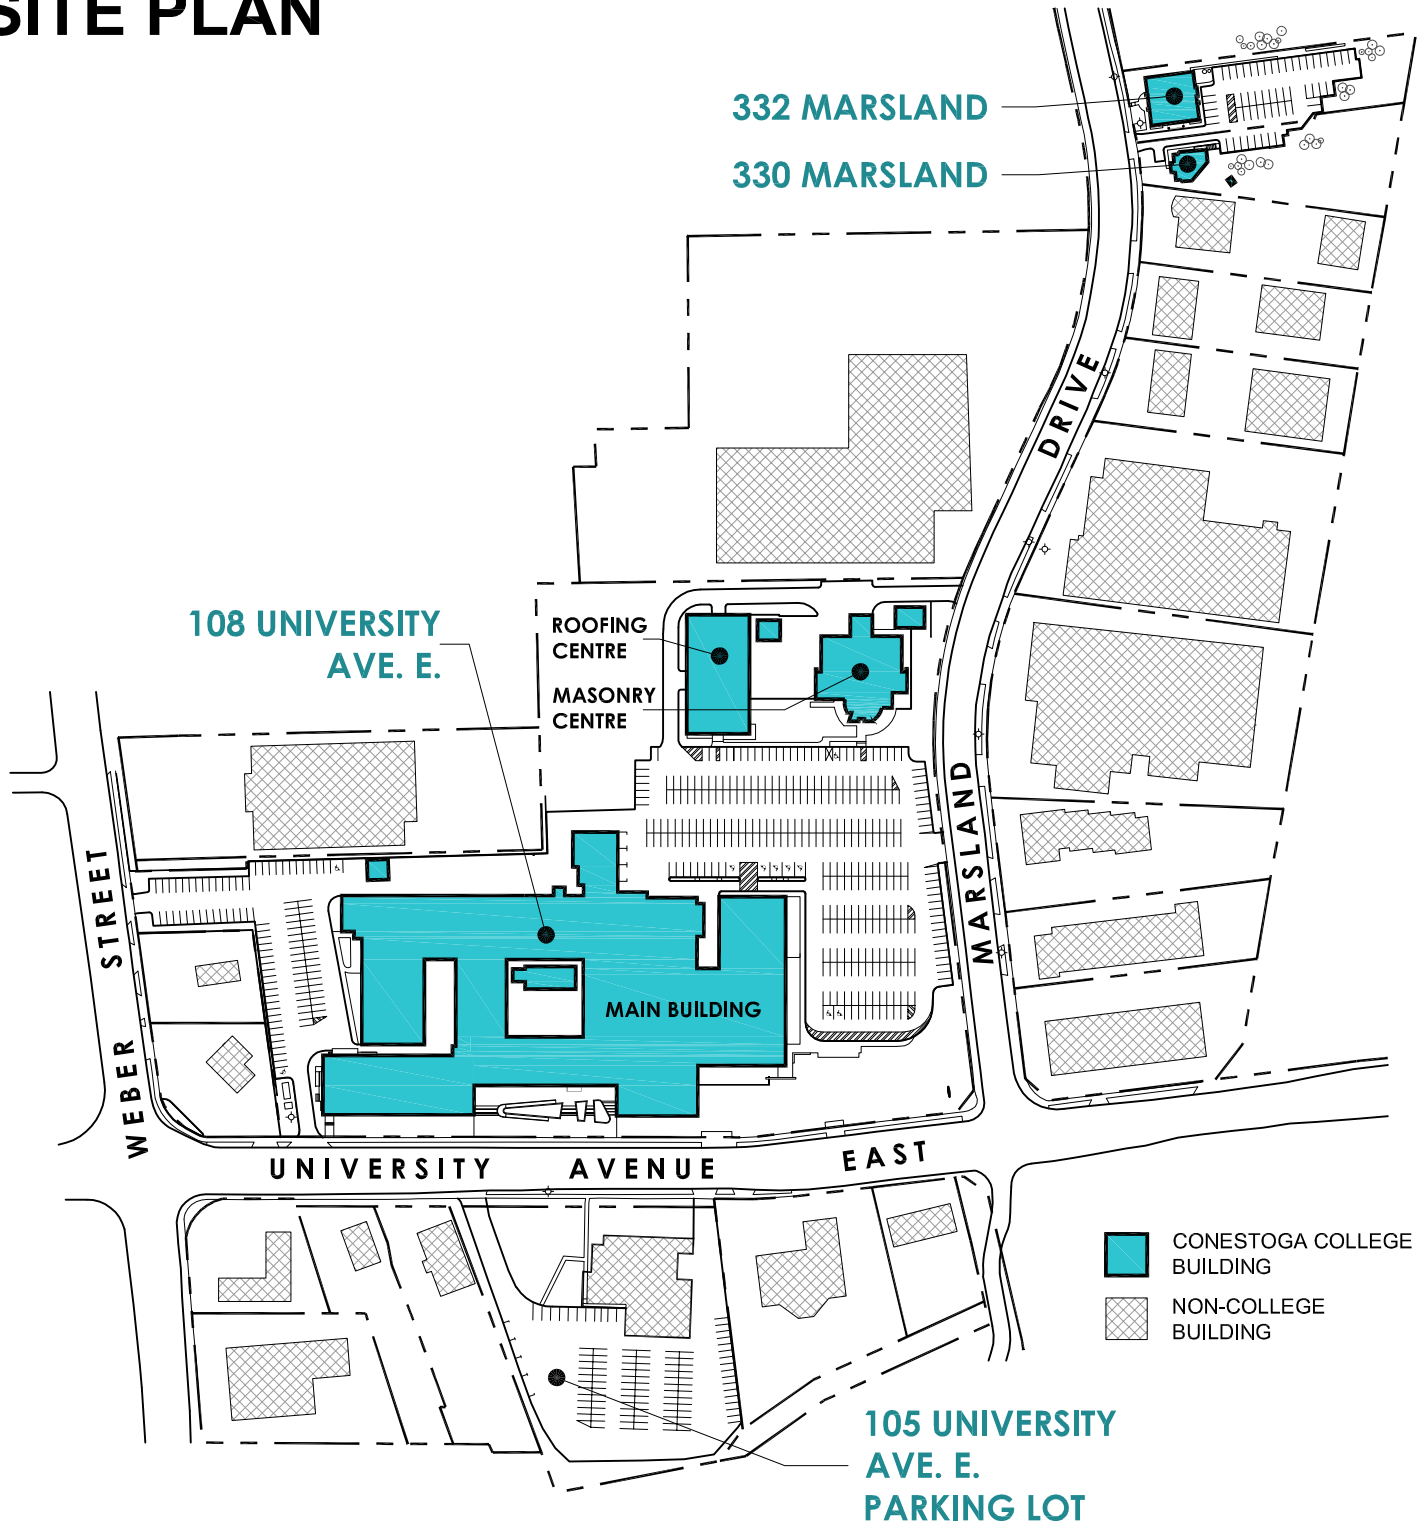 SITE PLAN
332 MARSLAND
330 MARSLAND
DRIVE
108 UNIVERSITY
AVE. E.
ROOFING
CENTRE
MASONRY
CENTRE
MARSLAND
WEBER STREET
MAIN BUILDING
UNIVERSITY AVENUE EAST
CONESTOGA COLLEGE
BUILDING
NON-COLLEGE
BUILDING
105 UNIVERSITY
AVE. E.
PARKING LOT